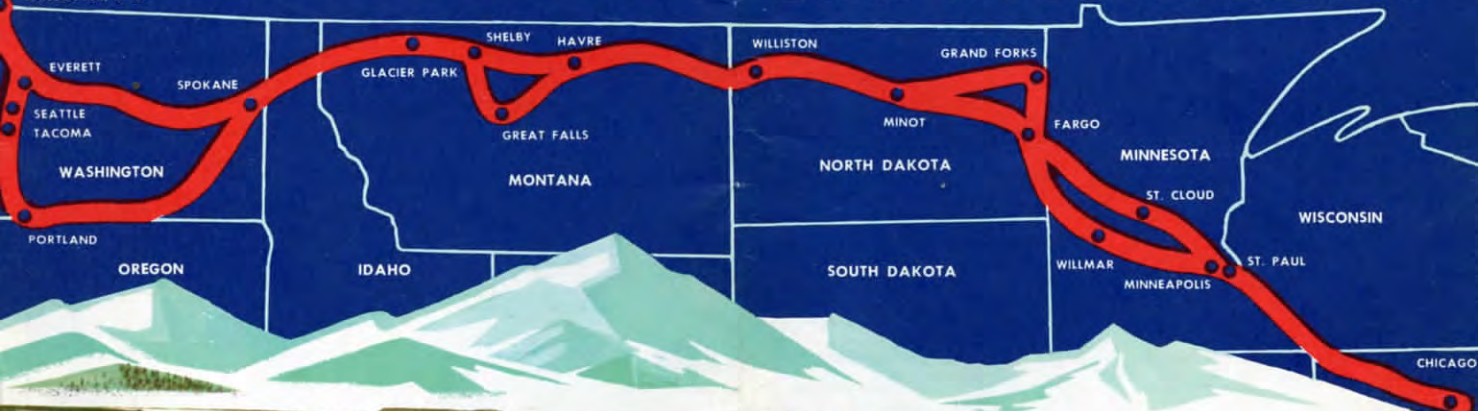 EVERETT
SEATTLE
TACOMA
SPOKANE
WASHINGTON
PORTLAND
OREGON
IDAHO
GLACIER PARK
SHELBY
HAVRE
GREAT FALLS
MONTANA
WILLISTON
MINOT
GRAND FORKS
FARGO
NORTH DAKOTA
SOUTH DAKOTA
MINNESOTA
ST. CLOUD
WILLMAR
MINNEAPOLIS
ST. PAUL
WISCONSIN
CHICAGO